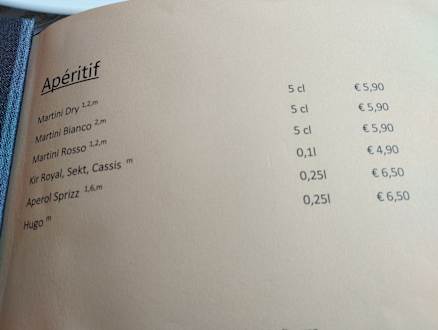 Apéritif
Martini Dry 1,2,m 5 cl € 5,90
Martini Bianco 2,m 5 cl € 5,90
Martini Rosso 1,2,m 5 cl € 5,90
Kir Royal, Sekt, Cassis m 0,1l € 4,90
Aperol Sprizz 1,6,m 0,25l € 6,50
Hugo m 0,25l € 6,50